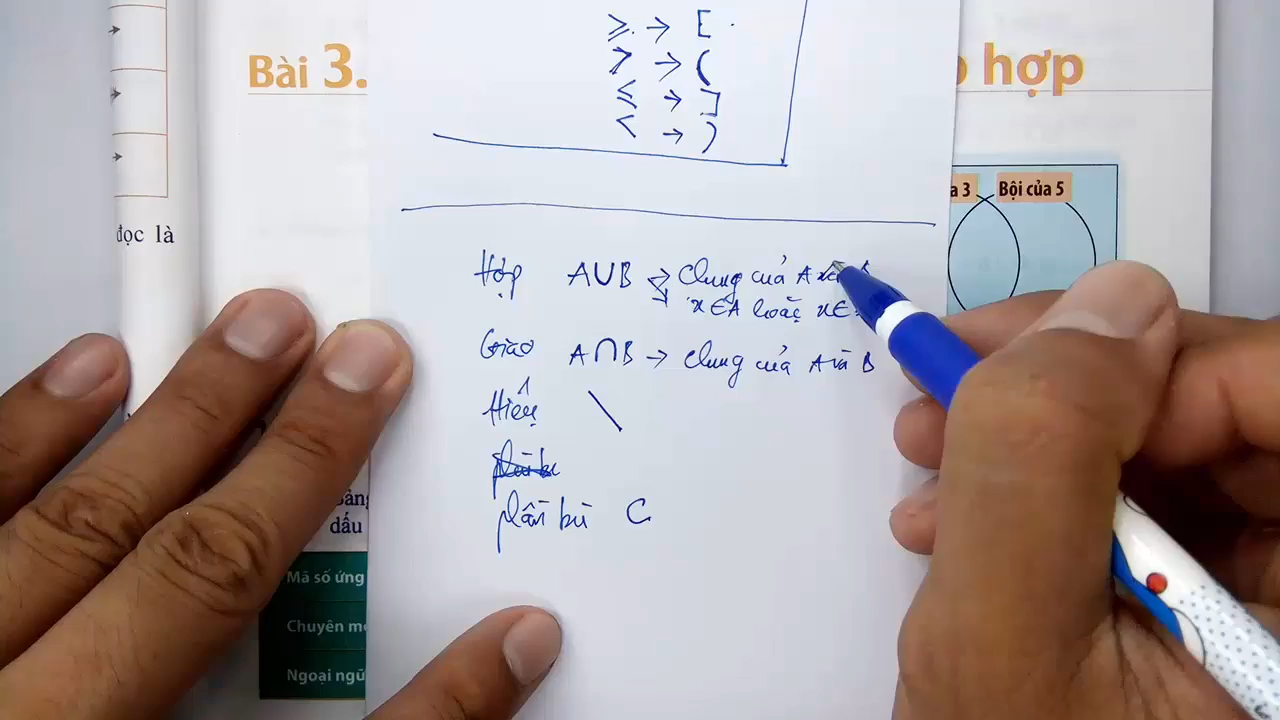 ≥ → [
> → (
≤ → ]
< → )
Bài 3.
hợp
a 3
Bội của 5
đọc là
Hợp A∪B → chung của A
x∈A hoặc x∈
Giao A∩B → chung của A và B
Hiệu \
phần bù C
dấu
Mã số ứng
Chuyên m
Ngoại ngữ